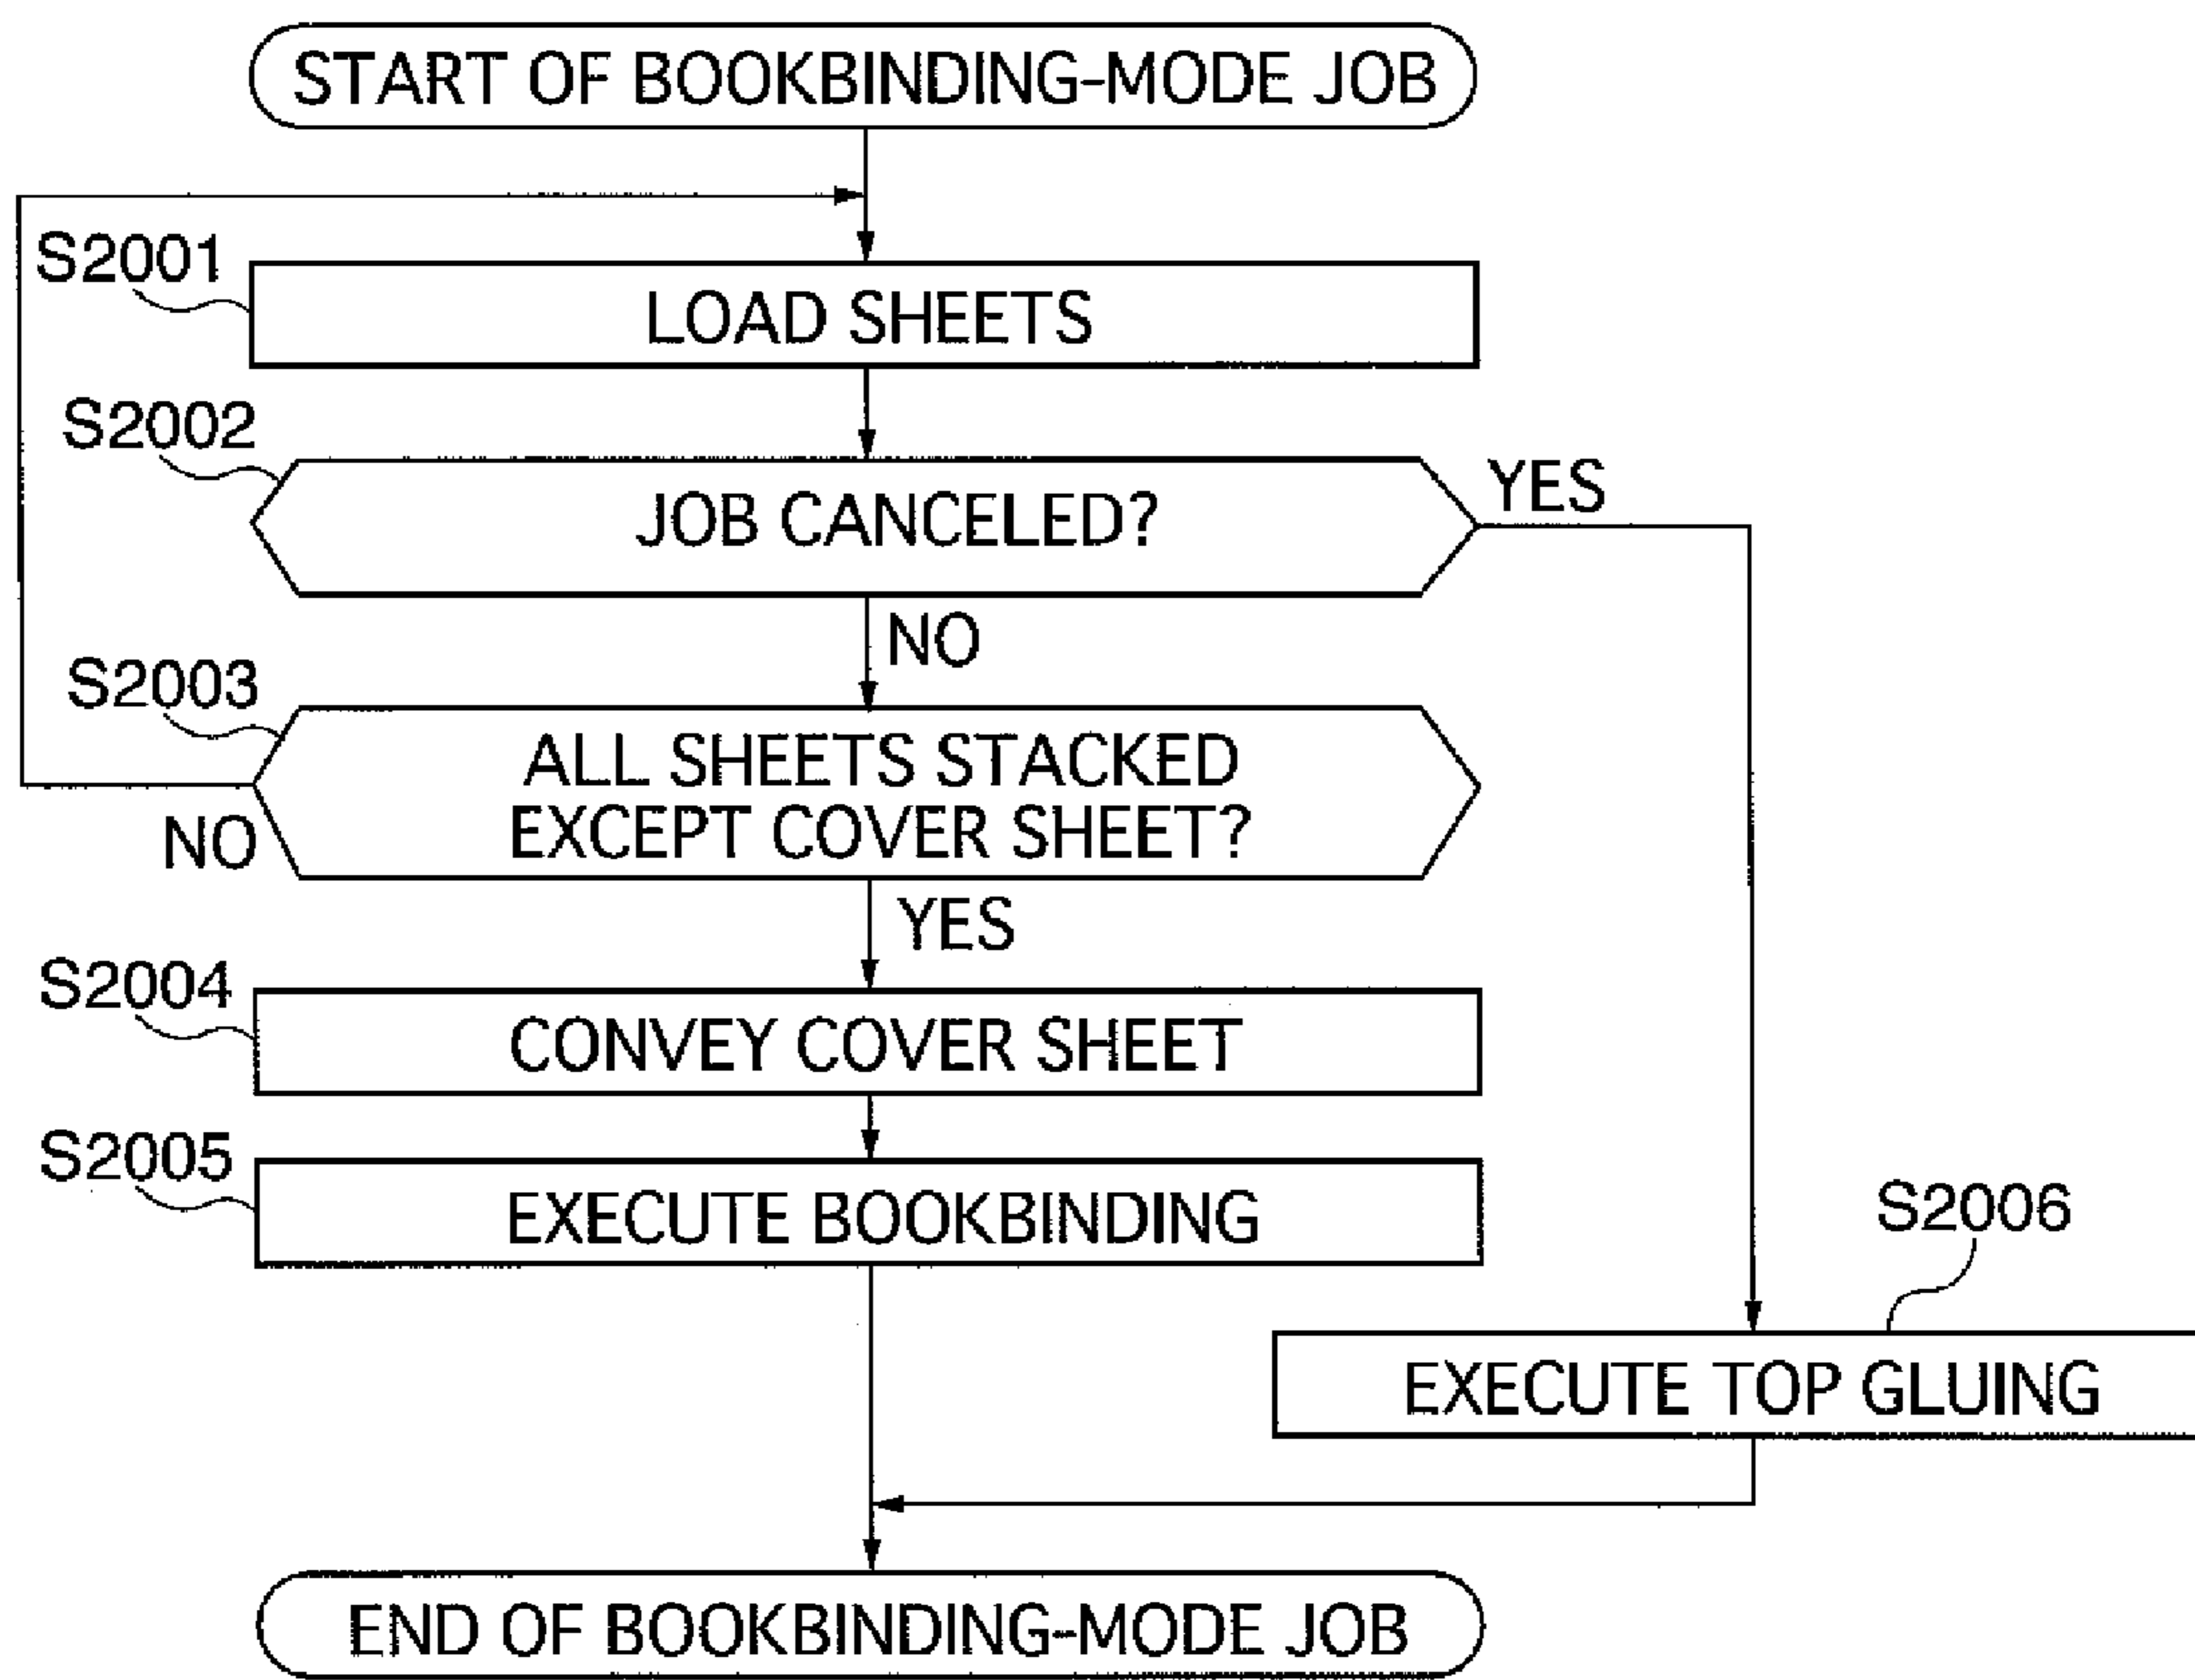 START OF BOOKBINDING-MODE JOB
S2001
LOAD SHEETS
S2002
JOB CANCELED?
YES
NO
S2003
ALL SHEETS STACKED
EXCEPT COVER SHEET?
NO
YES
S2004
CONVEY COVER SHEET
S2005
EXECUTE BOOKBINDING
S2006
EXECUTE TOP GLUING
END OF BOOKBINDING-MODE JOB